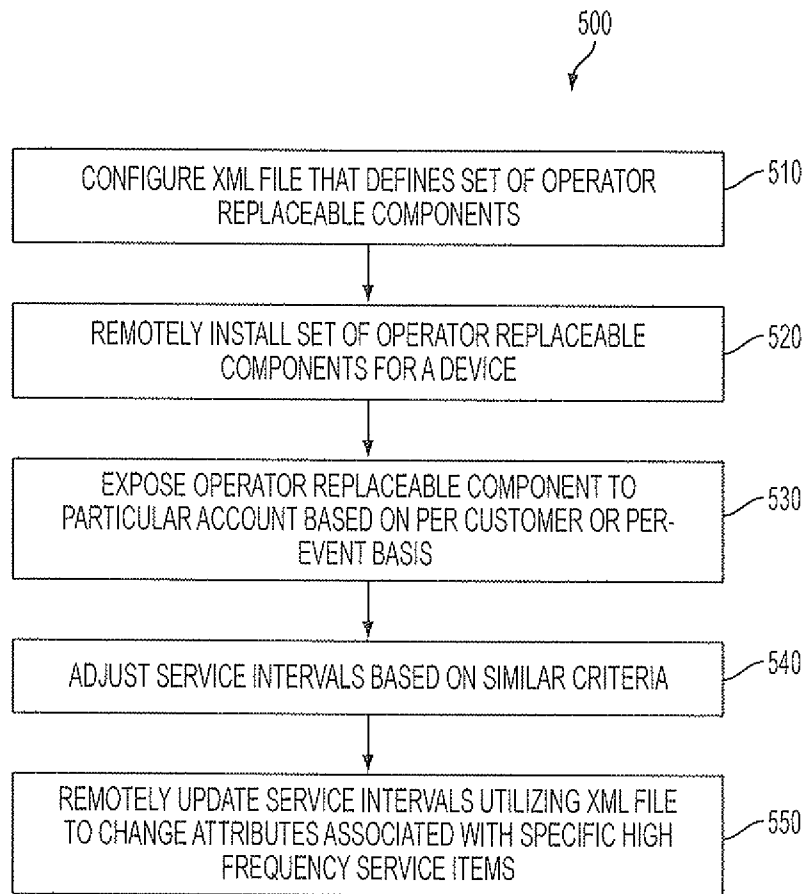 500
CONFIGURE XML FILE THAT DEFINES SET OF OPERATOR
REPLACEABLE COMPONENTS
510
REMOTELY INSTALL SET OF OPERATOR REPLACEABLE
COMPONENTS FOR A DEVICE
520
EXPOSE OPERATOR REPLACEABLE COMPONENT TO
PARTICULAR ACCOUNT BASED ON PER CUSTOMER OR PER-
EVENT BASIS
530
ADJUST SERVICE INTERVALS BASED ON SIMILAR CRITERIA
540
REMOTELY UPDATE SERVICE INTERVALS UTILIZING XML FILE
TO CHANGE ATTRIBUTES ASSOCIATED WITH SPECIFIC HIGH
FREQUENCY SERVICE ITEMS
550